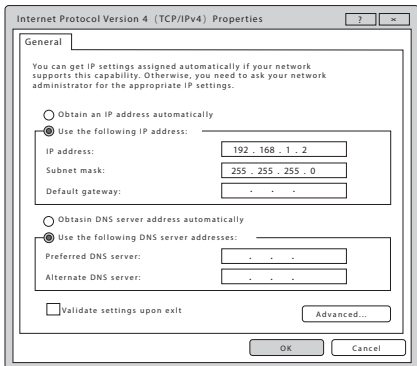 Internet Protocol Version 4 (TCP/IPv4) Properties ? ×
General
You can get IP settings assigned automatically if your network
supports this capability. Otherwise, you need to ask your network
administrator for the appropriate IP settings.
Obtain an IP address automatically
Use the following IP address:
IP address: 192 . 168 . 1 . 2
Subnet mask: 255 . 255 . 255 . 0
Default gateway: . . .
Obtasin DNS server address automatically
Use the following DNS server addresses:
Preferred DNS server: . . .
Alternate DNS server: . . .
Validate settings upon exit
Advanced...
OK Cancel